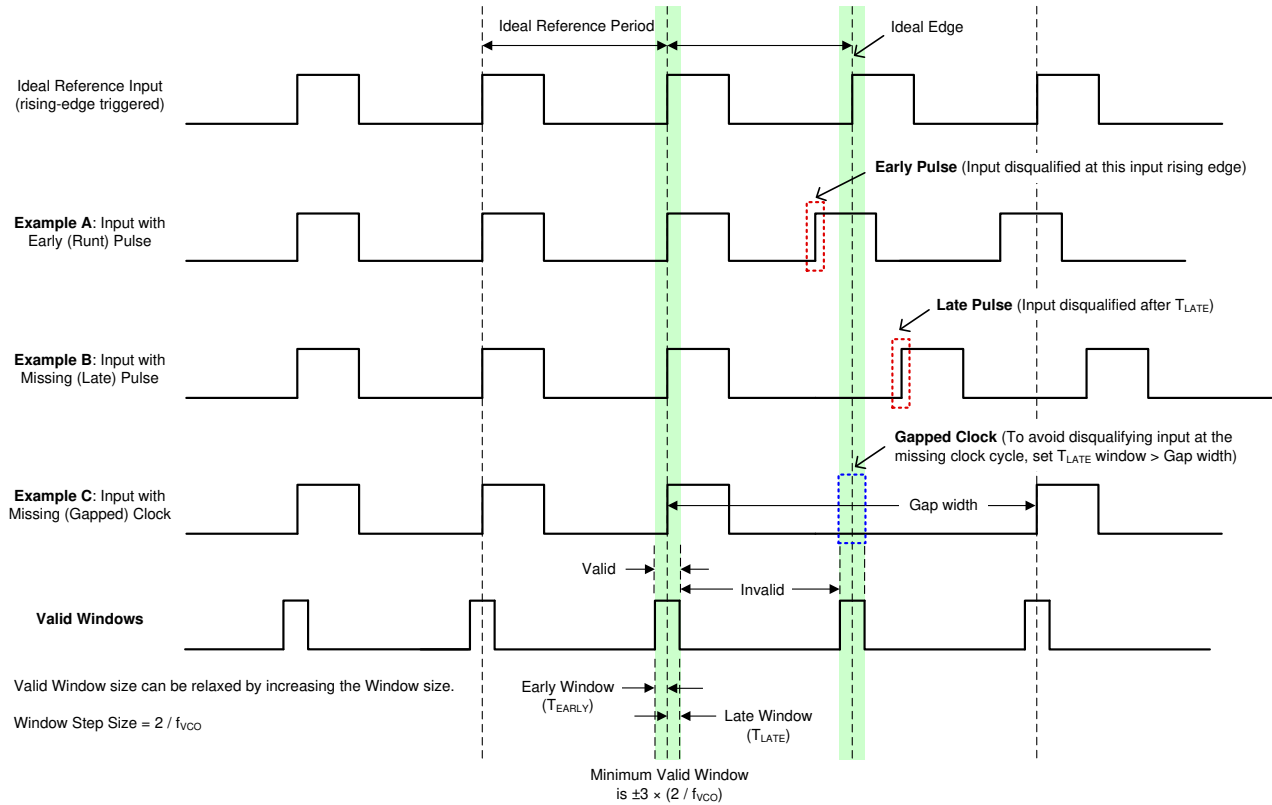 Ideal Reference Period
Ideal Edge
Ideal Reference Input
(rising-edge triggered)
Early Pulse (Input disqualified at this input rising edge)
Example A: Input with
Early (Runt) Pulse
Late Pulse (Input disqualified after TLATE)
Example B: Input with
Missing (Late) Pulse
Gapped Clock (To avoid disqualifying input at the
missing clock cycle, set TLATE window > Gap width)
Example C: Input with
Missing (Gapped) Clock
Gap width
Valid
Invalid
Valid Windows
Valid Window size can be relaxed by increasing the Window size.
Window Step Size = 2 / fVCO
Early Window
(TEARLY)
Late Window
(TLATE)
Minimum Valid Window
is ±3 × (2 / fVCO)